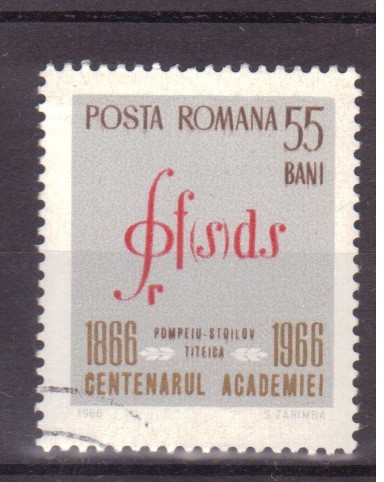 POSTA ROMANA 55
BANI
∮f(s)ds
r
1866 POMPEIU-STOILOV 1966
TITEICA
CENTENARUL ACADEMIEI
1966 S. ZARIMBA